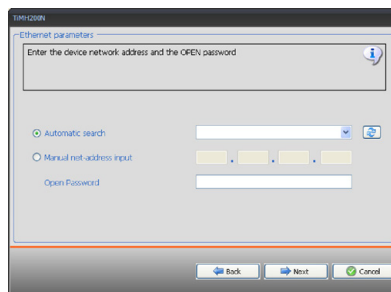 TiMH200N
Ethernet parameters
Enter the device network address and the OPEN password
Automatic search
Manual net-address input
. . .
Open Password
Back Next Cancel